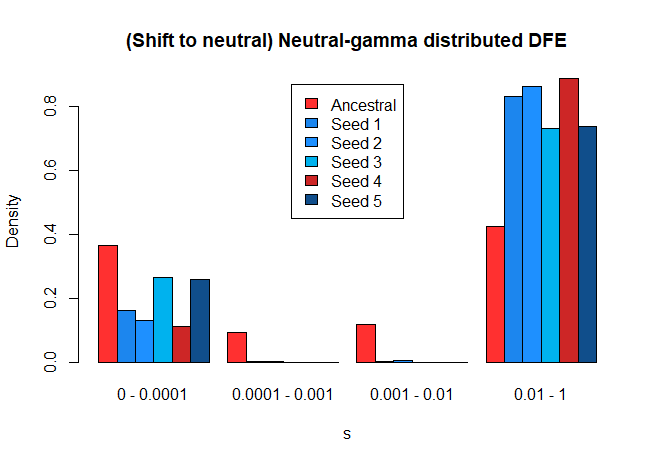 (Shift to neutral) Neutral-gamma distributed DFE
Density
0.8
0.6
0.4
0.2
0.0
Ancestral
Seed 1
Seed 2
Seed 3
Seed 4
Seed 5
0 - 0.0001
0.0001 - 0.001
0.001 - 0.01
0.01 - 1
s